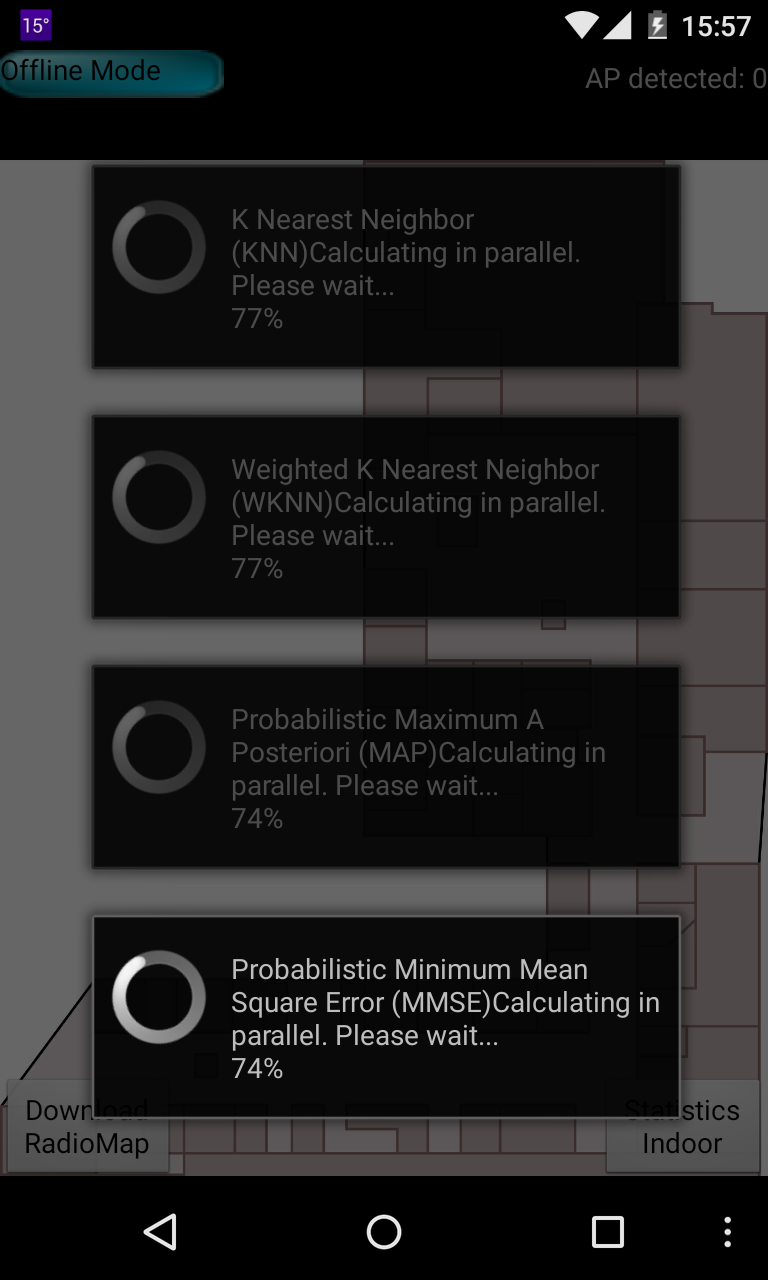 15°
15:57
Offline Mode
AP detected: 0
K Nearest Neighbor
(KNN)Calculating in parallel.
Please wait...
77%
Weighted K Nearest Neighbor
(WKNN)Calculating in parallel.
Please wait...
77%
Probabilistic Maximum A
Posteriori (MAP)Calculating in
parallel. Please wait...
74%
Probabilistic Minimum Mean
Square Error (MMSE)Calculating in
parallel. Please wait...
74%
Download
RadioMap
Statistics
Indoor